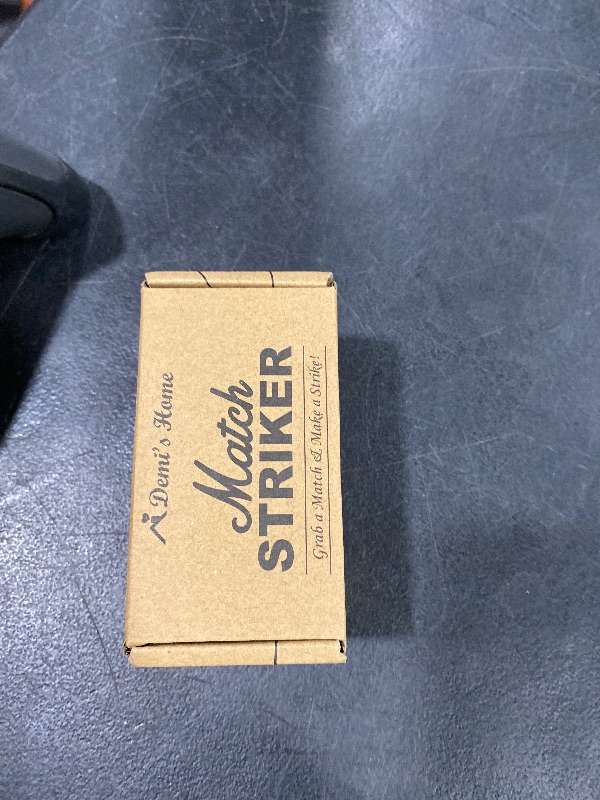 Demi's Home
Match
STRIKER
Grab a Match & Make a Strike!